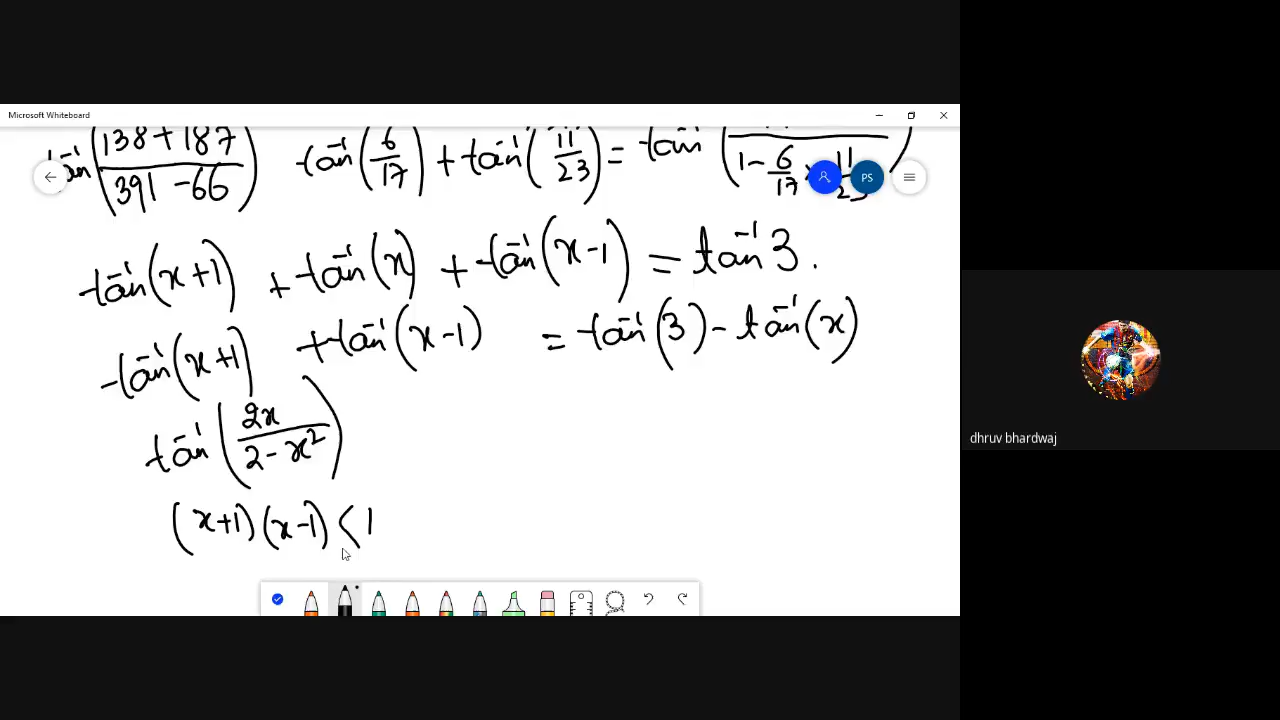 Microsoft Whiteboard
tan⁻¹(138+187/391-66) tan⁻¹(6/17) + tan⁻¹(11/23) = tan⁻¹( /1 - 6/17 × 11/23)
PS
tan⁻¹(x+1) + tan⁻¹(x) + tan⁻¹(x-1) = tan⁻¹3.
tan⁻¹(x+1) + tan⁻¹(x-1) = tan⁻¹(3) - tan⁻¹(x)
tan⁻¹(2x/2-x²)
(x+1)(x-1) < 1
dhruv bhardwaj